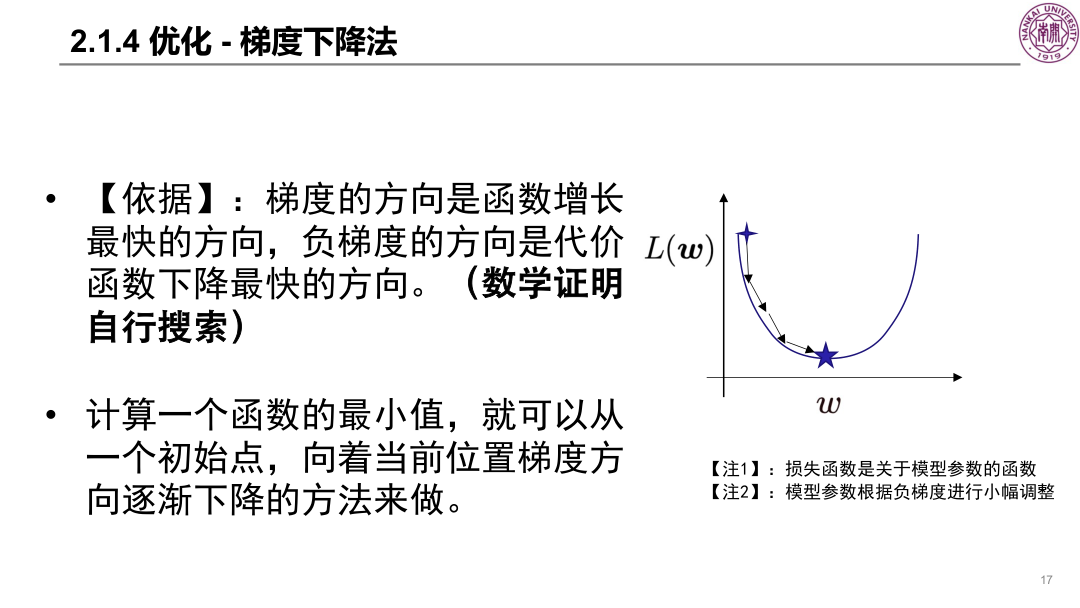 2.1.4 优化 - 梯度下降法
NANKAI UNIVERSITY
南開
1919
• 【依据】：梯度的方向是函数增长
最快的方向，负梯度的方向是代价
函数下降最快的方向。（数学证明
自行搜索）
• 计算一个函数的最小值，就可以从
一个初始点，向着当前位置梯度方
向逐渐下降的方法来做。
L(w)
w
【注1】：损失函数是关于模型参数的函数
【注2】：模型参数根据负梯度进行小幅调整
17